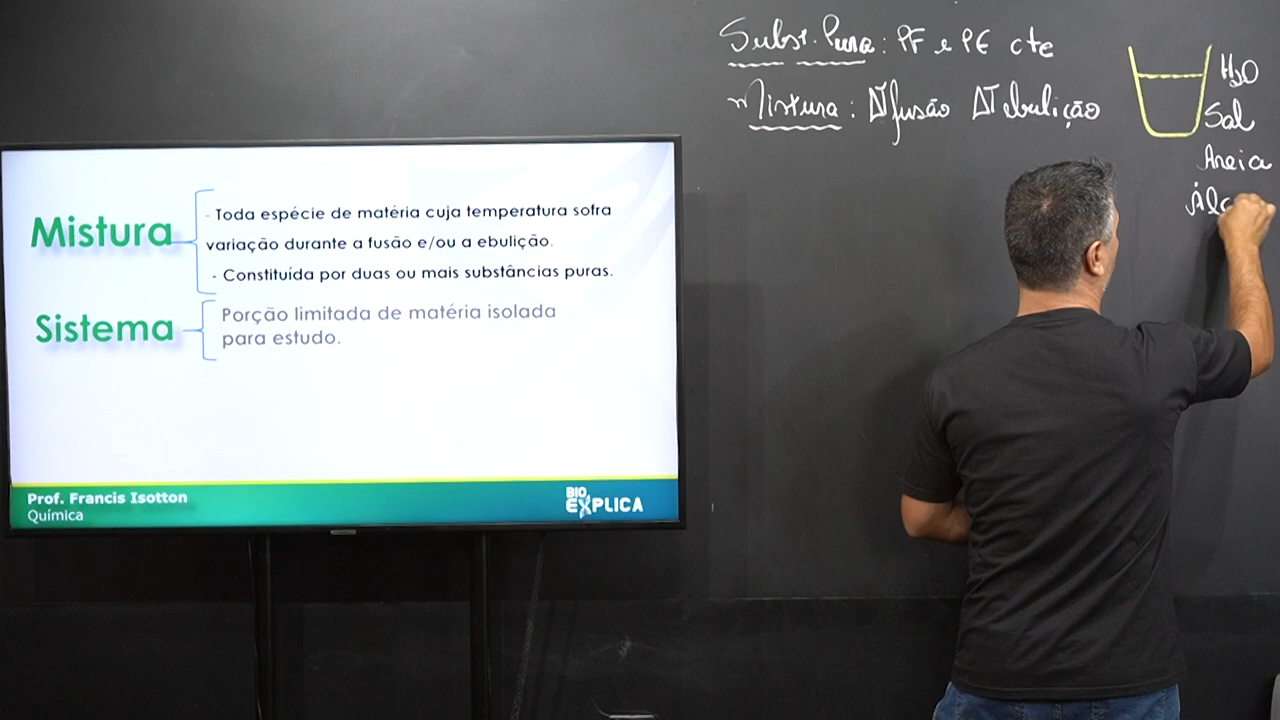 Subst. Pura: PF e PE cte
Mistura: ΔTfusão ΔTebulição
H2O
Sal
Areia
Mistura
- Toda espécie de matéria cuja temperatura sofra
variação durante a fusão e/ou a ebulição.
- Constituída por duas ou mais substâncias puras.
Sistema
Porção limitada de matéria isolada
para estudo.
Prof. Francis Isotton
Química
BIO
EXPLICA